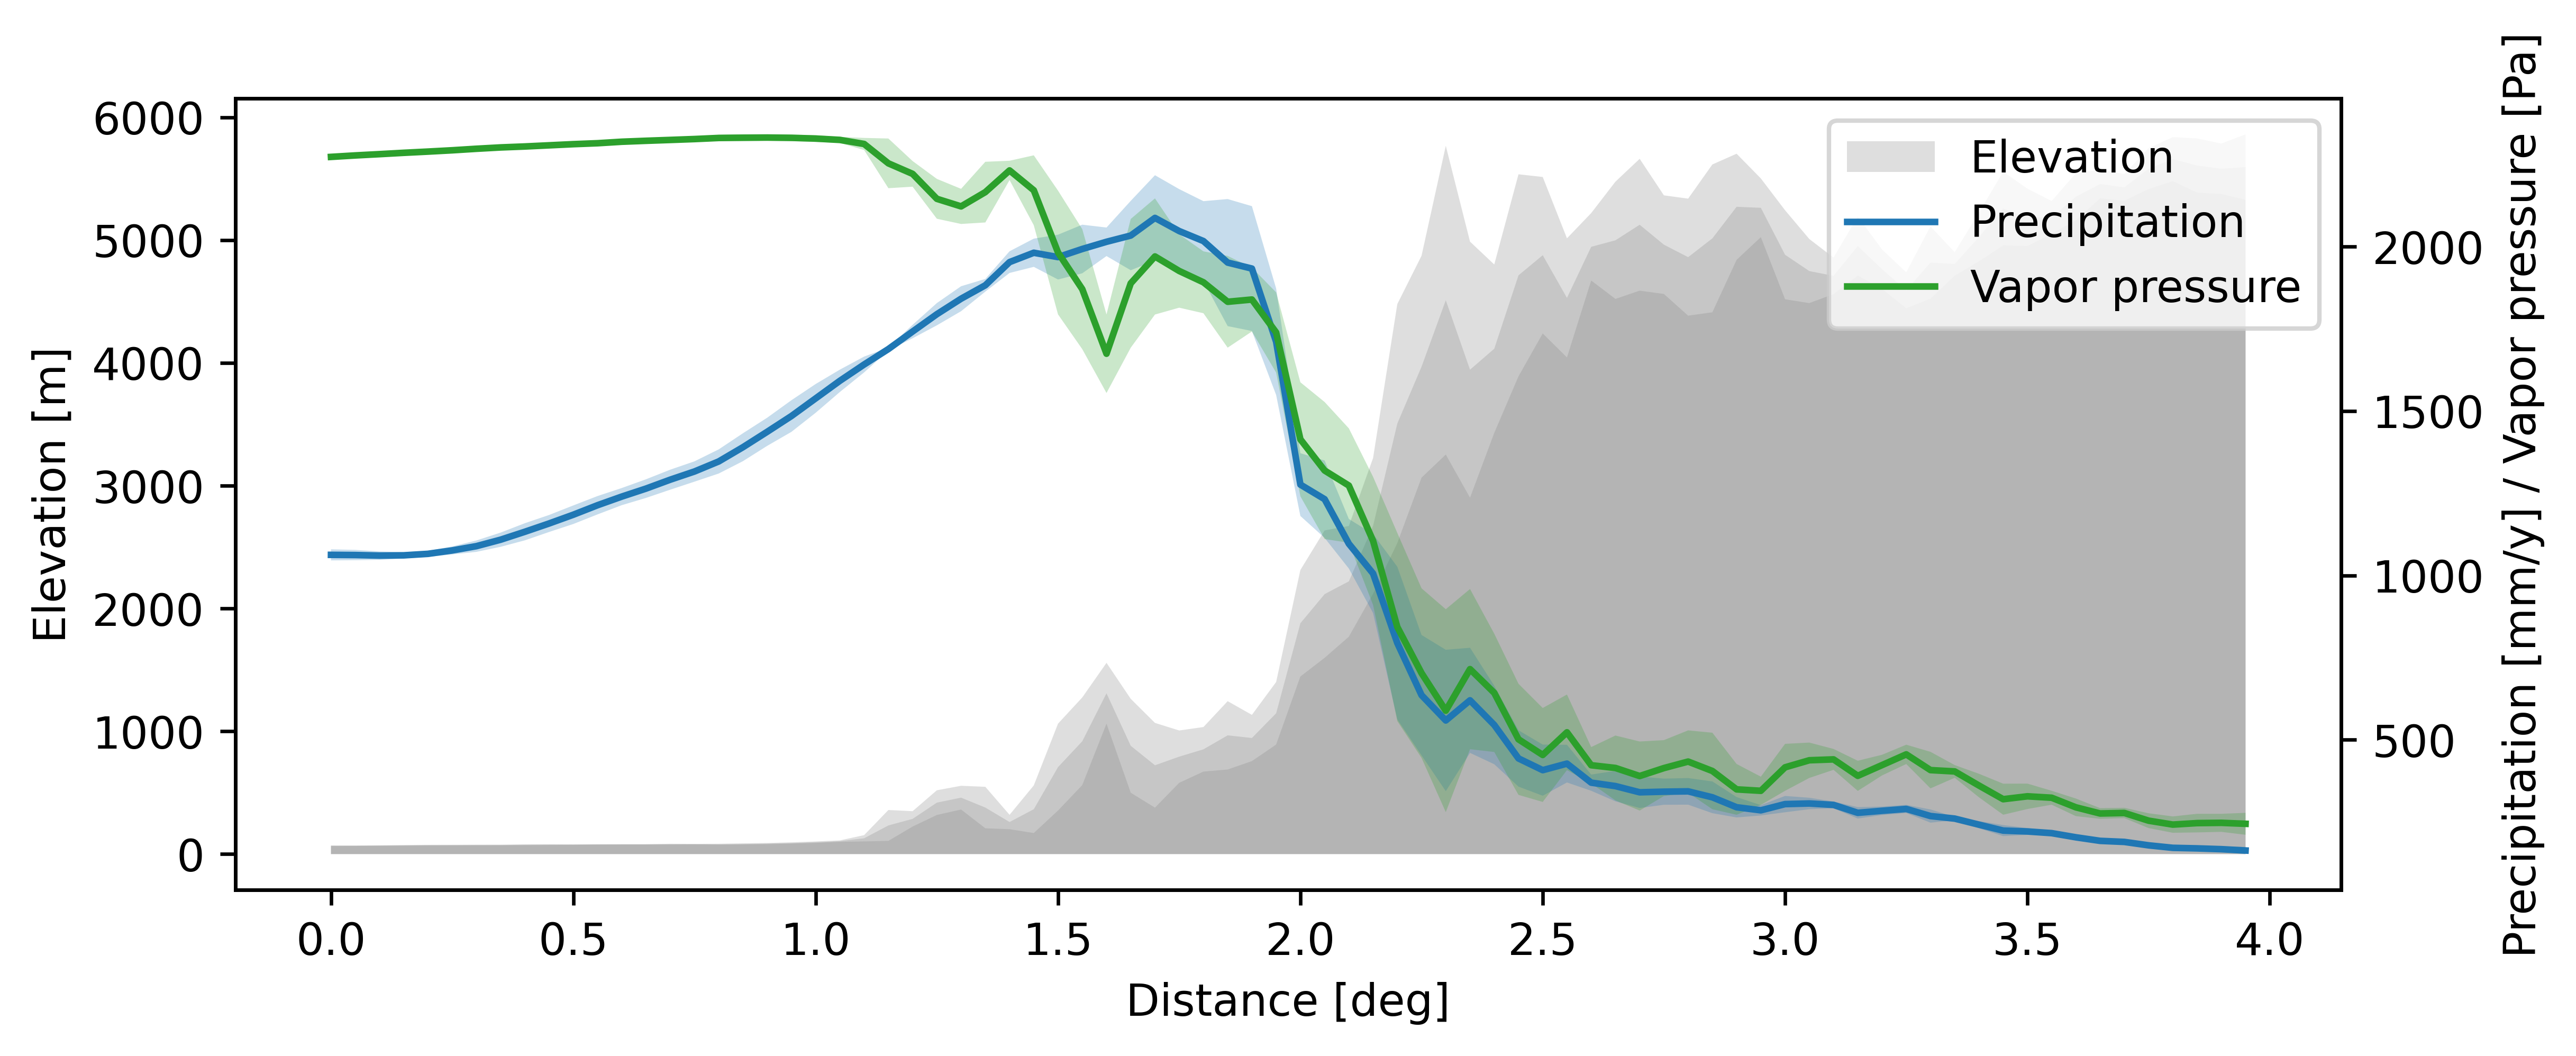 6000
5000
4000
3000
2000
1000
0
Elevation [m]
Elevation
Precipitation
Vapor pressure
2000
1500
1000
500
Precipitation [mm/y] / Vapor pressure [Pa]
0.0 0.5 1.0 1.5 2.0 2.5 3.0 3.5 4.0
Distance [deg]